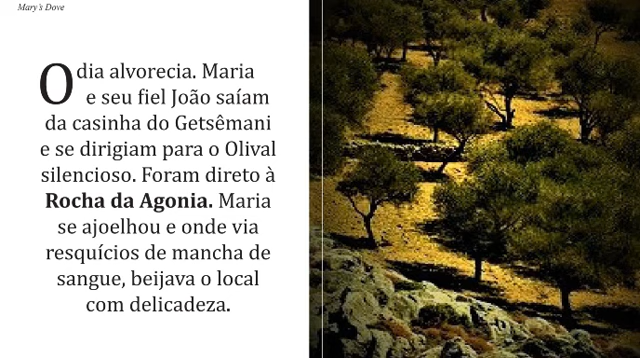 Mary's Dove
O dia alvorecia. Maria
e seu fiel João saíam
da casinha do Getsêmani
e se dirigiam para o Olival
silencioso. Foram direto à
Rocha da Agonia. Maria
se ajoelhou e onde via
resquícios de mancha de
sangue, beijava o local
com delicadeza.